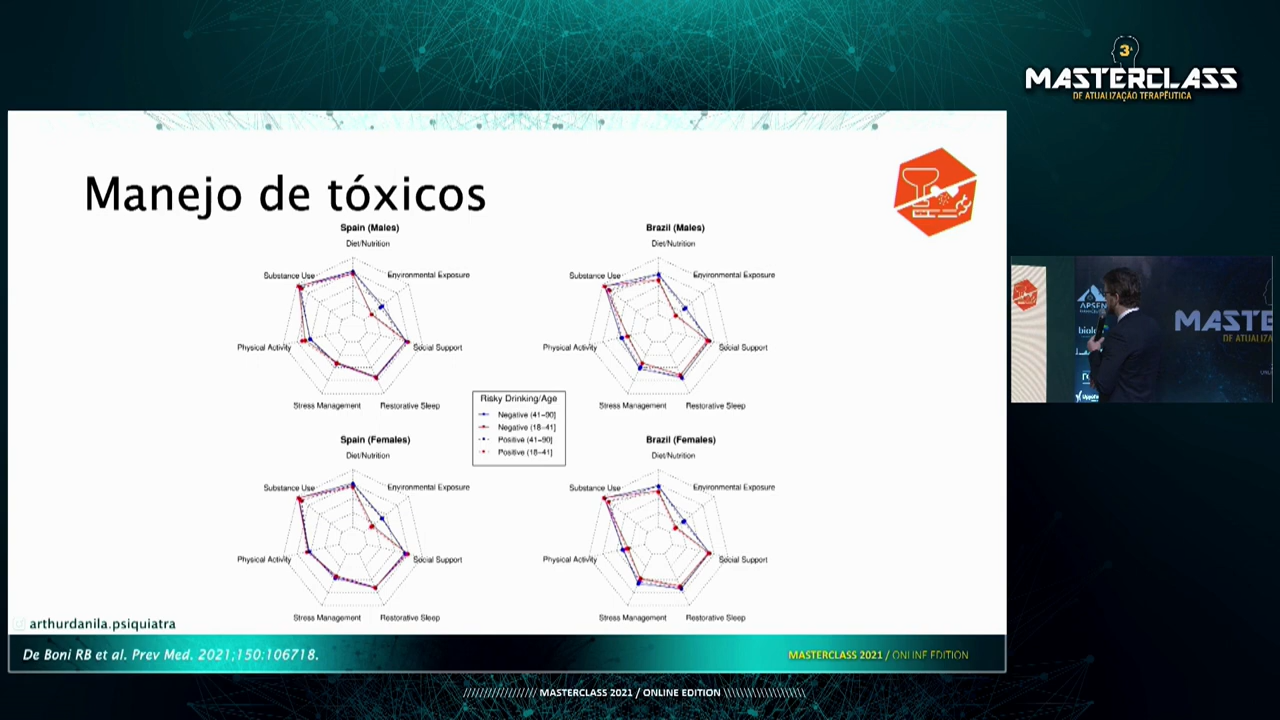 3ª
MASTERCLASS
DE ATUALIZAÇÃO TERAPÊUTICA
Manejo de tóxicos
Spain (Males)
Diet/Nutrition
Substance Use
Environmental Exposure
Physical Activity
Social Support
Stress Management
Restorative Sleep
Brazil (Males)
Diet/Nutrition
Substance Use
Environmental Exposure
Physical Activity
Social Support
Stress Management
Restorative Sleep
Risky Drinking/Age
Negative (41-90]
Negative (18-41]
Positive (41-90]
Positive (18-41]
Spain (Females)
Diet/Nutrition
Substance Use
Environmental Exposure
Physical Activity
Social Support
Stress Management
Restorative Sleep
Brazil (Females)
Diet/Nutrition
Substance Use
Environmental Exposure
Physical Activity
Social Support
Stress Management
Restorative Sleep
arthurdanila.psiquiatra
De Boni RB et al. Prev Med. 2021;150:106718.
MASTERCLASS 2021 / ONLINE EDITION
APSEN
MASTE
DE ATUALIZA
////////////////// MASTERCLASS 2021 / ONLINE EDITION \\\\\\\\\\\\\\\\\\\\